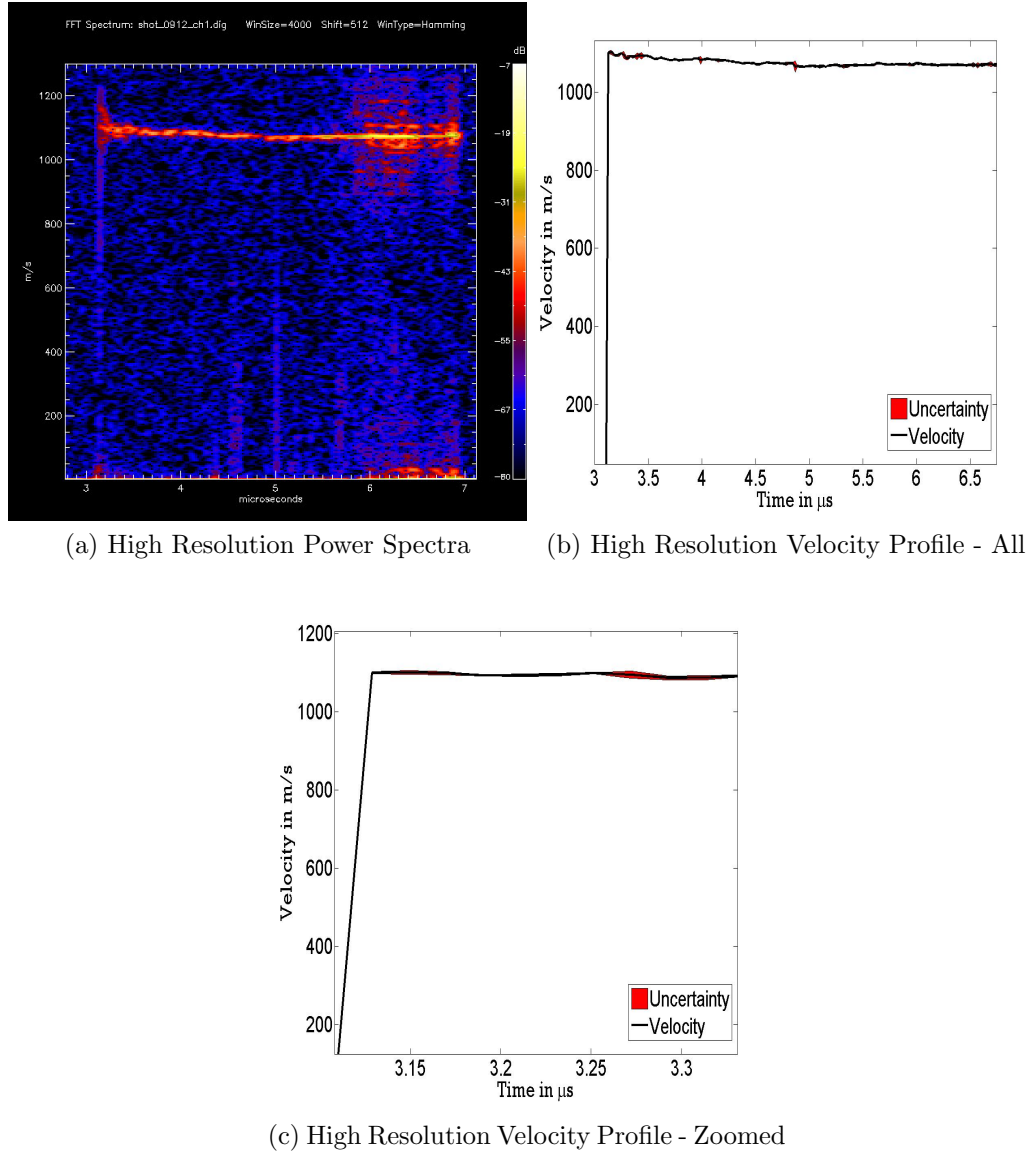 FFT Spectrum: shot_0912_ch1.dig WinSize=4000 Shift=512 WinType=Hamming
dB
-7
-19
-31
-43
-55
-67
-80
1200
1000
800
600
400
200
m/s
3 4 5 6 7
microseconds
(a) High Resolution Power Spectra
1000
800
600
400
200
Velocity in m/s
Uncertainty
Velocity
3 3.5 4 4.5 5 5.5 6 6.5
Time in μs
(b) High Resolution Velocity Profile - All
1200
1000
800
600
400
200
Velocity in m/s
Uncertainty
Velocity
3.15 3.2 3.25 3.3
Time in μs
(c) High Resolution Velocity Profile - Zoomed